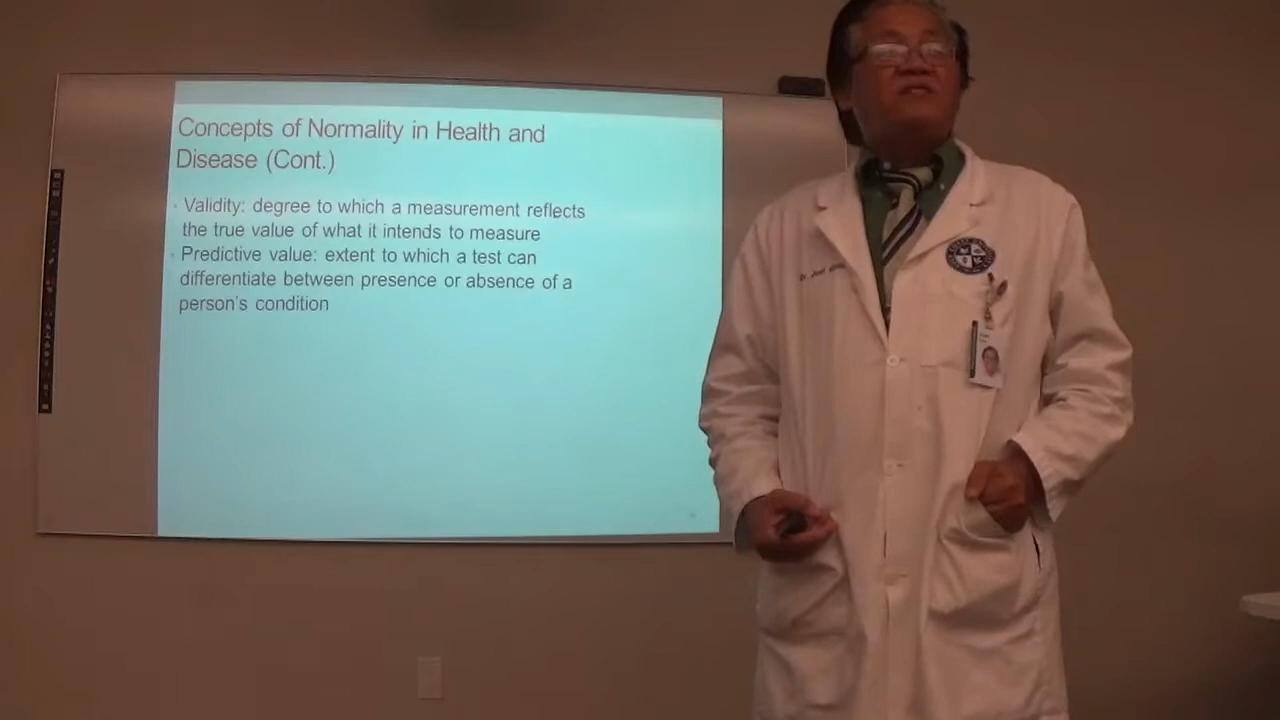 Concepts of Normality in Health and
Disease (Cont.)
Validity: degree to which a measurement reflects
the true value of what it intends to measure
Predictive value: extent to which a test can
differentiate between presence or absence of a
person's condition
Dr.